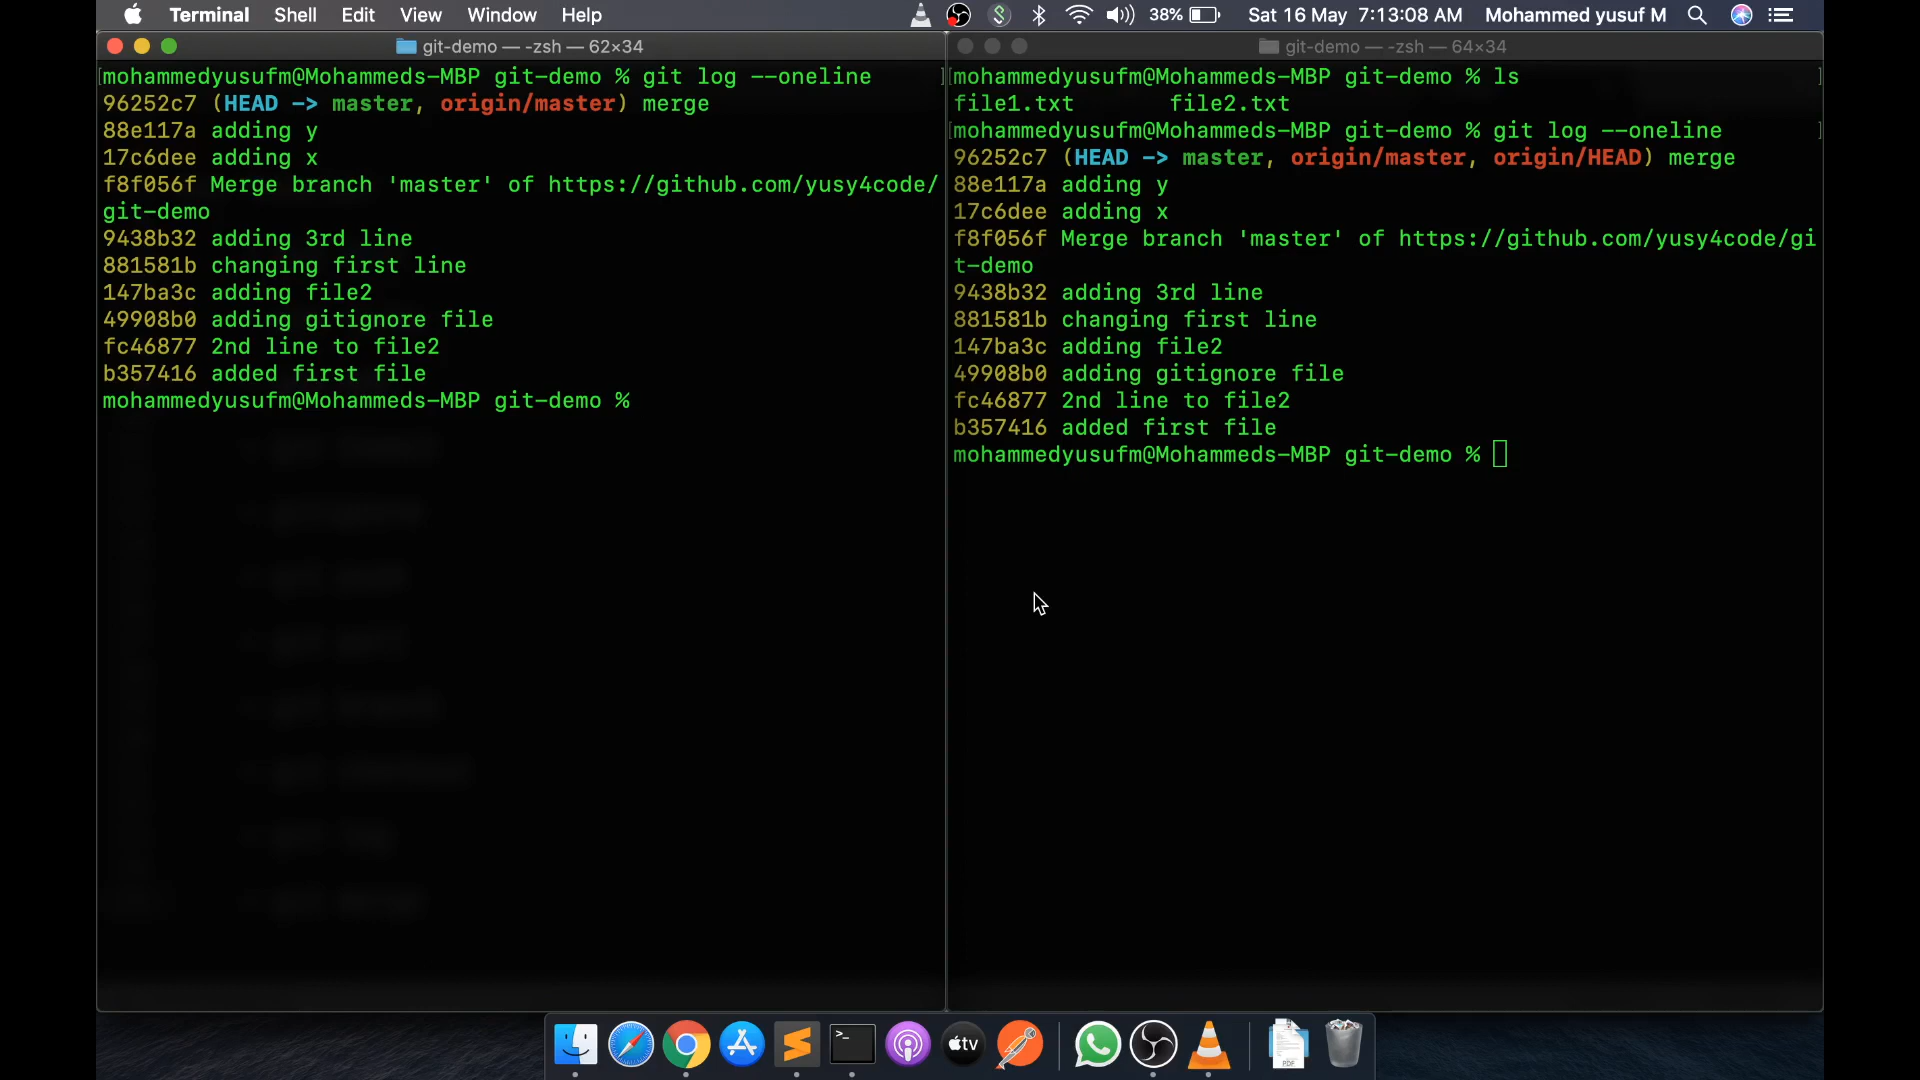 Terminal Shell Edit View Window Help 38% Sat 16 May 7:13:08 AM Mohammed yusuf M
git-demo — -zsh — 62×34
[mohammedyusufm@Mohammeds-MBP git-demo % git log --oneline ]
96252c7 (HEAD -> master, origin/master) merge
88e117a adding y
17c6dee adding x
f8f056f Merge branch 'master' of https://github.com/yusy4code/
git-demo
9438b32 adding 3rd line
881581b changing first line
147ba3c adding file2
49908b0 adding gitignore file
fc46877 2nd line to file2
b357416 added first file
mohammedyusufm@Mohammeds-MBP git-demo %
git-demo — -zsh — 64×34
[mohammedyusufm@Mohammeds-MBP git-demo % ls ]
file1.txt file2.txt
[mohammedyusufm@Mohammeds-MBP git-demo % git log --oneline ]
96252c7 (HEAD -> master, origin/master, origin/HEAD) merge
88e117a adding y
17c6dee adding x
f8f056f Merge branch 'master' of https://github.com/yusy4code/gi
t-demo
9438b32 adding 3rd line
881581b changing first line
147ba3c adding file2
49908b0 adding gitignore file
fc46877 2nd line to file2
b357416 added first file
mohammedyusufm@Mohammeds-MBP git-demo %
>_
tv
PDF